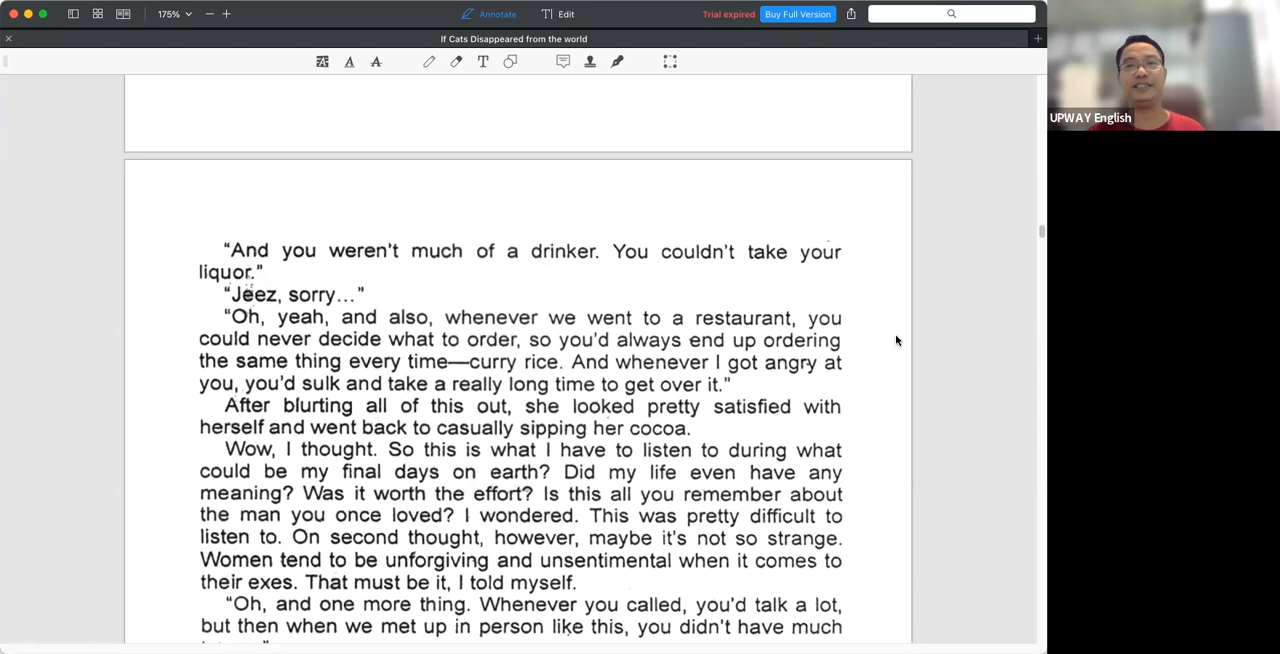 175%
Annotate
Edit
Trial expired
Buy Full Version
If Cats Disappeared from the world
UPWAY English
“And you weren’t much of a drinker. You couldn’t take your
liquor.”
“Jeez, sorry…”
“Oh, yeah, and also, whenever we went to a restaurant, you
could never decide what to order, so you’d always end up ordering
the same thing every time—curry rice. And whenever I got angry at
you, you’d sulk and take a really long time to get over it.”
After blurting all of this out, she looked pretty satisfied with
herself and went back to casually sipping her cocoa.
Wow, I thought. So this is what I have to listen to during what
could be my final days on earth? Did my life even have any
meaning? Was it worth the effort? Is this all you remember about
the man you once loved? I wondered. This was pretty difficult to
listen to. On second thought, however, maybe it’s not so strange.
Women tend to be unforgiving and unsentimental when it comes to
their exes. That must be it, I told myself.
“Oh, and one more thing. Whenever you called, you’d talk a lot,
but then when we met up in person like this, you didn’t have much